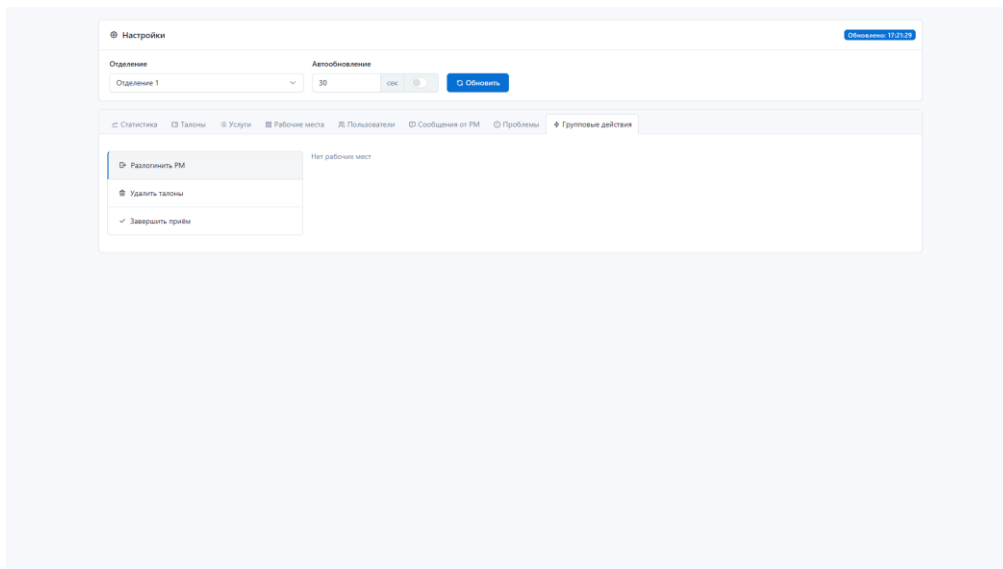 Настройки
Обновлено: 17:21:29
Отделение
Автообновление
Отделение 1
30
сек
Обновить
Статистика
Талоны
Услуги
Рабочие места
Пользователи
Сообщения от РМ
Проблемы
Групповые действия
Разлогинить РМ
Нет рабочих мест
Удалить талоны
Завершить приём